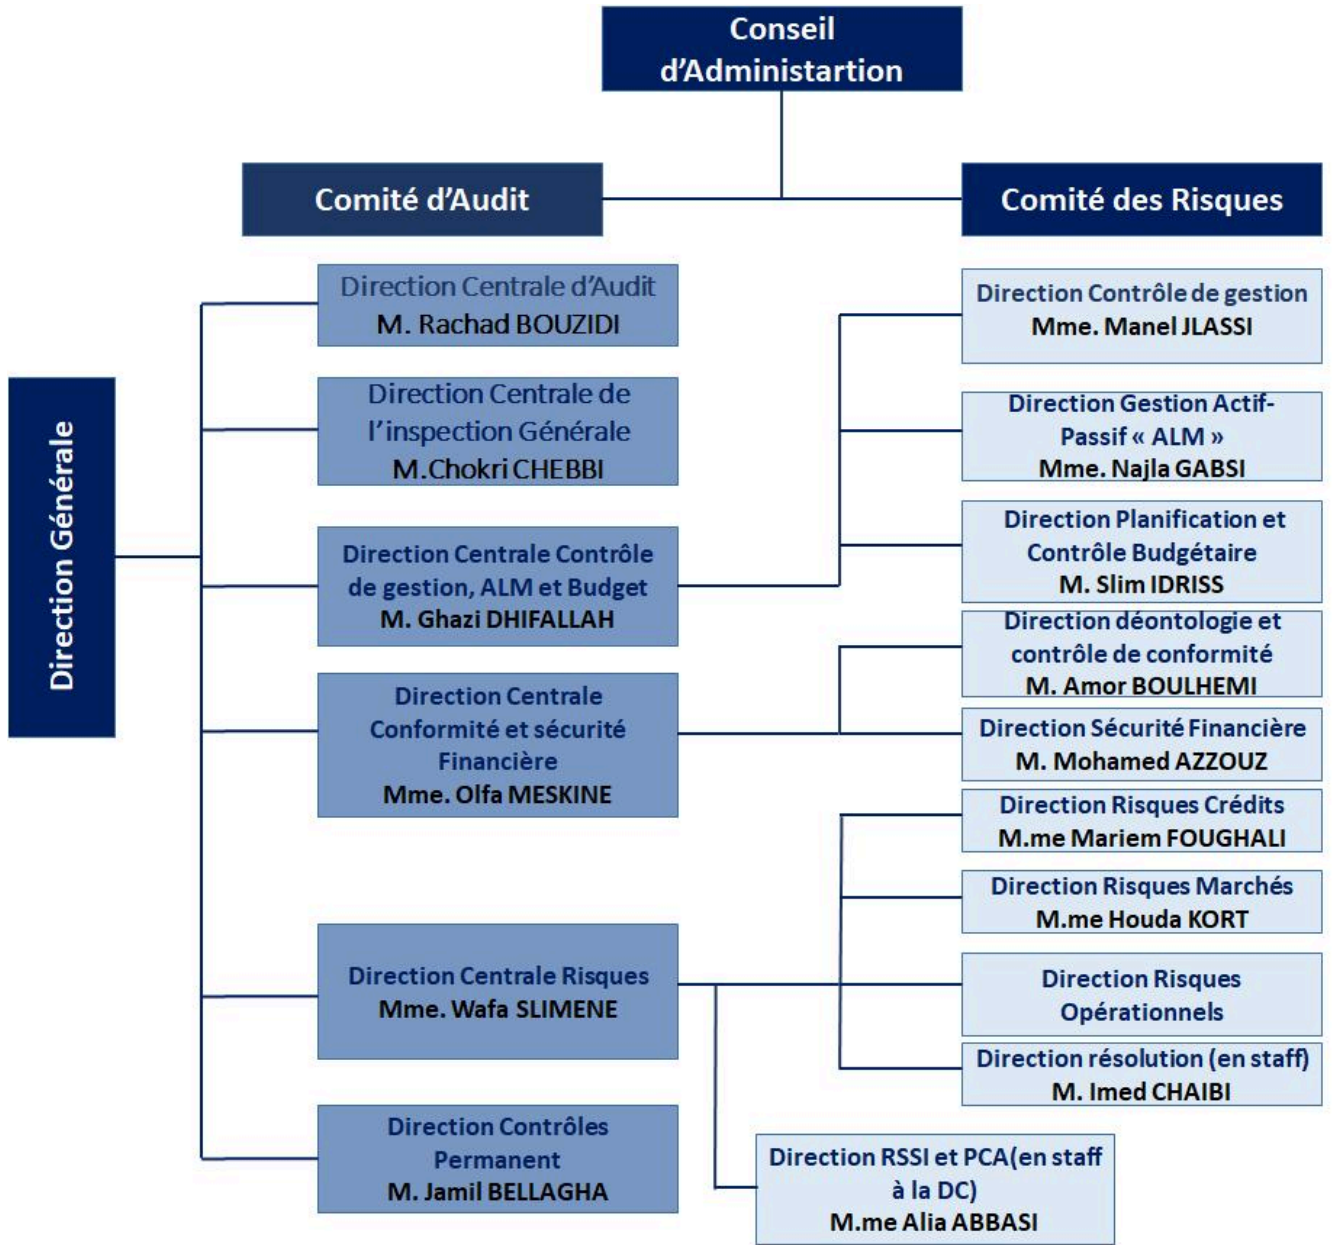 Conseil
d'Administartion
Comité d'Audit
Comité des Risques
Direction Générale
Direction Centrale d'Audit
M. Rachad BOUZIDI
Direction Centrale de
l'inspection Générale
M.Chokri CHEBBI
Direction Centrale Contrôle
de gestion, ALM et Budget
M. Ghazi DHIFALLAH
Direction Centrale
Conformité et sécurité
Financière
Mme. Olfa MESKINE
Direction Centrale Risques
Mme. Wafa SLIMENE
Direction Contrôles
Permanent
M. Jamil BELLAGHA
Direction Contrôle de gestion
Mme. Manel JLASSI
Direction Gestion Actif-
Passif « ALM »
Mme. Najla GABSI
Direction Planification et
Contrôle Budgétaire
M. Slim IDRISS
Direction déontologie et
contrôle de conformité
M. Amor BOULHEMI
Direction Sécurité Financière
M. Mohamed AZZOUZ
Direction Risques Crédits
M.me Mariem FOUGHALI
Direction Risques Marchés
M.me Houda KORT
Direction Risques
Opérationnels
Direction résolution (en staff)
M. Imed CHAIBI
Direction RSSI et PCA(en staff
à la DC)
M.me Alia ABBASI